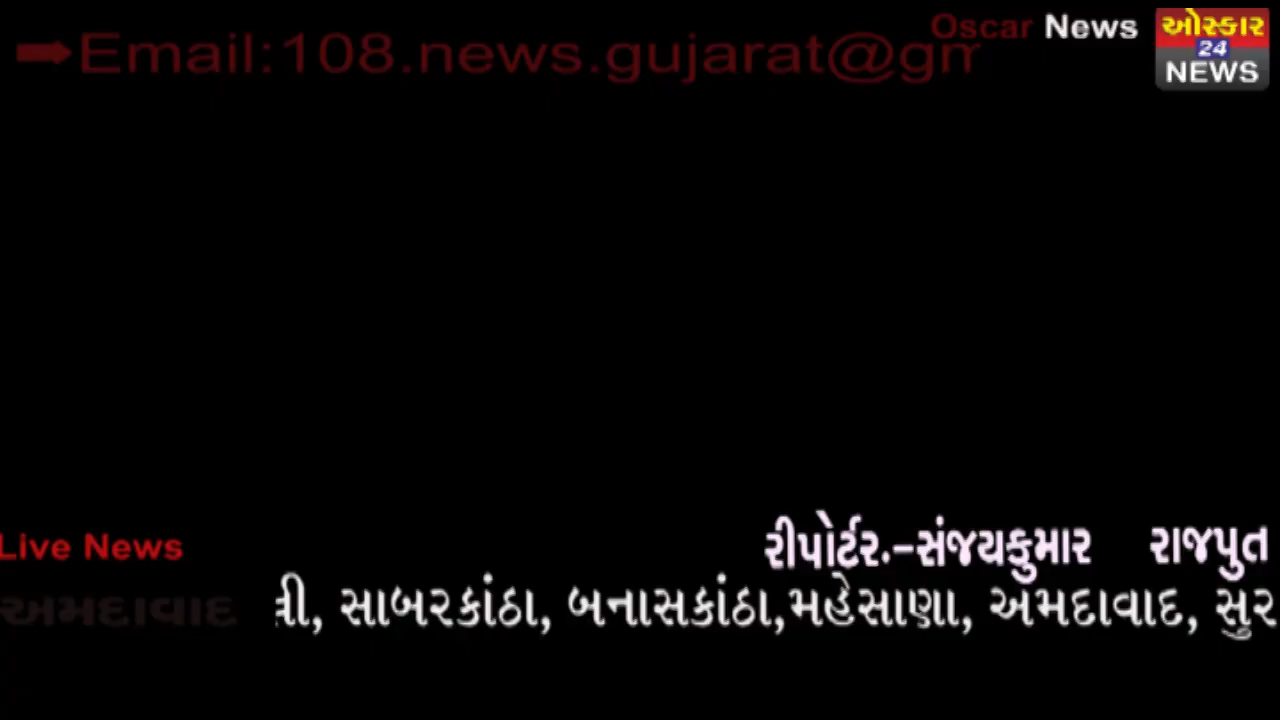 Oscar News
ઓસ્કાર
24
NEWS
➡Email:108.news.gujarat@gm
રીપોર્ટર.-સંજયકુમાર રાજપુત
Live News
અમદાવાદ
સાબરકાંઠા, બનાસકાંઠા,મહેસાણા, અમદાવાદ, સુર